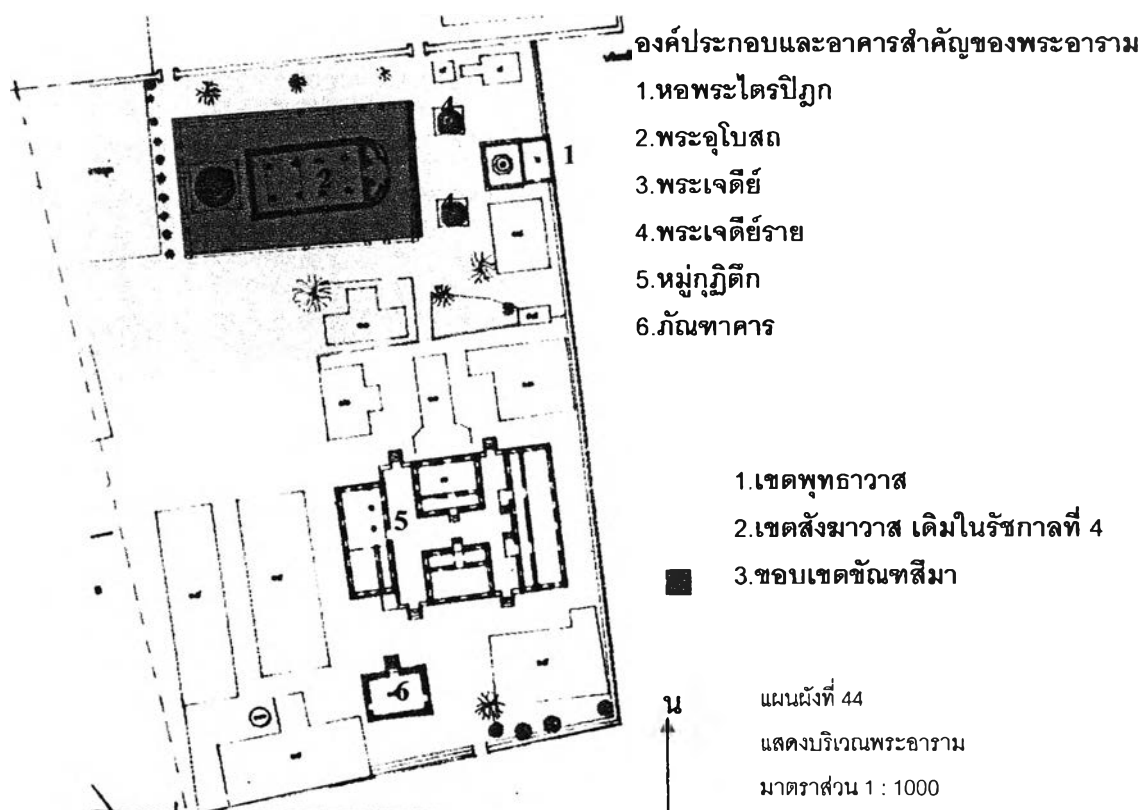 องค์ประกอบและอาคารสำคัญของพระอาราม
1.หอพระไตรปิฎก
2.พระอุโบสถ
3.พระเจดีย์
4.พระเจดีย์ราย
5.หมู่กุฏิตึก
6.ภัณฑาคาร
1
2
4
4
5
6
1.เขตพุทธาวาส
2.เขตสังฆาวาส เดิมในรัชกาลที่ 4
3.ขอบเขตขัณฑสีมา
น
แผนผังที่ 44
แสดงบริเวณพระอาราม
มาตราส่วน 1 : 1000